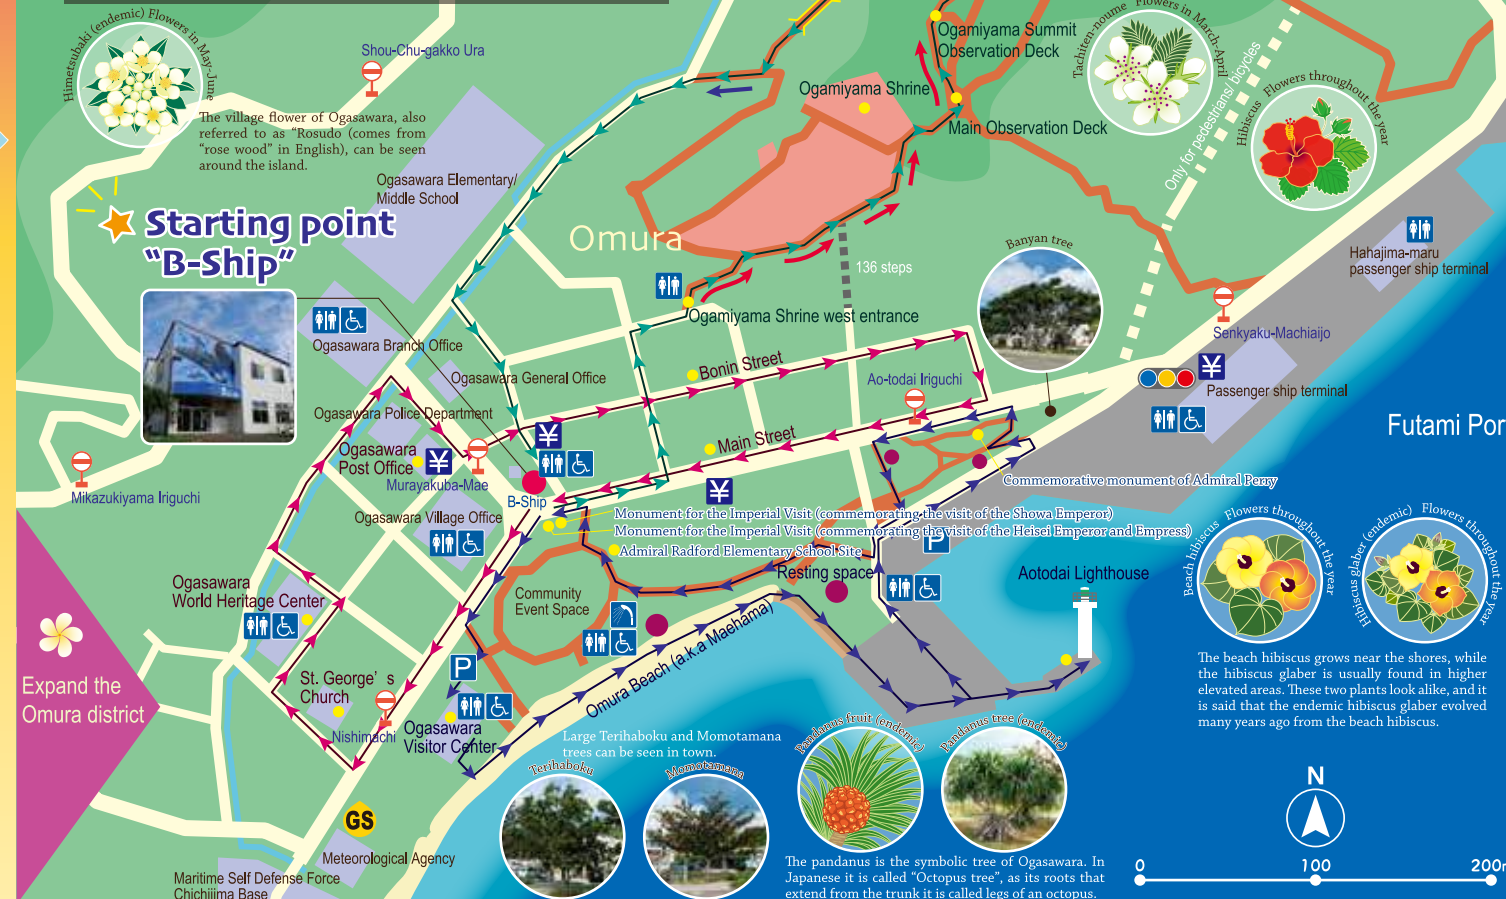 Himetsubaki (endemic) Flowers in May-June
The village flower of Ogasawara, also
referred to as “Rosudo (comes from
“rose wood” in English), can be seen
around the island.
Shou-Chu-gakko Ura
Ogasawara Elementary/
Middle School
Starting point
“B-Ship”
Omura
Ogamiyama Summit
Observation Deck
Ogamiyama Shrine
Main Observation Deck
Tachiten-noume Flowers in March-April
Only for pedestrians/ bicycles
Hibiscus Flowers throughout the year
136 steps
Banyan tree
Hahajima-maru
passenger ship terminal
Senkyaku-Machiaijo
Passenger ship terminal
Futami Por
Ogamiyama Shrine west entrance
Bonin Street
Ao-todai Iriguchi
Main Street
Ogasawara Branch Office
Ogasawara General Office
Ogasawara Police Department
Ogasawara
Post Office
Murayakuba-Mae
B-Ship
Ogasawara Village Office
Mikazukiyama Iriguchi
Commemorative monument of Admiral Perry
Monument for the Imperial Visit (commemorating the visit of the Showa Emperor)
Monument for the Imperial Visit (commemorating the visit of the Heisei Emperor and Empress)
Admiral Radford Elementary School Site
Resting space
P
Aotodai Lighthouse
Community
Event Space
Ogasawara
World Heritage Center
P
St. George’s
Church
Nishimachi
Ogasawara
Visitor Center
Omura Beach (a.k.a Maehama)
Expand the
Omura district
Beach hibiscus Flowers throughout the year
Hibiscus glaber (endemic) Flowers throughout the year
The beach hibiscus grows near the shores, while
the hibiscus glaber is usually found in higher
elevated areas. These two plants look alike, and it
is said that the endemic hibiscus glaber evolved
many years ago from the beach hibiscus.
Large Terihaboku and Momotamana
trees can be seen in town.
Terihaboku
Momotamana
Pandanus fruit (endemic)
Pandanus tree (endemic)
The pandanus is the symbolic tree of Ogasawara. In
Japanese it is called “Octopus tree”, as its roots that
extend from the trunk it is called legs of an octopus.
GS
Meteorological Agency
Maritime Self Defense Force
Chichijima Base
N
0 100 200m
¥
¥
¥
¥